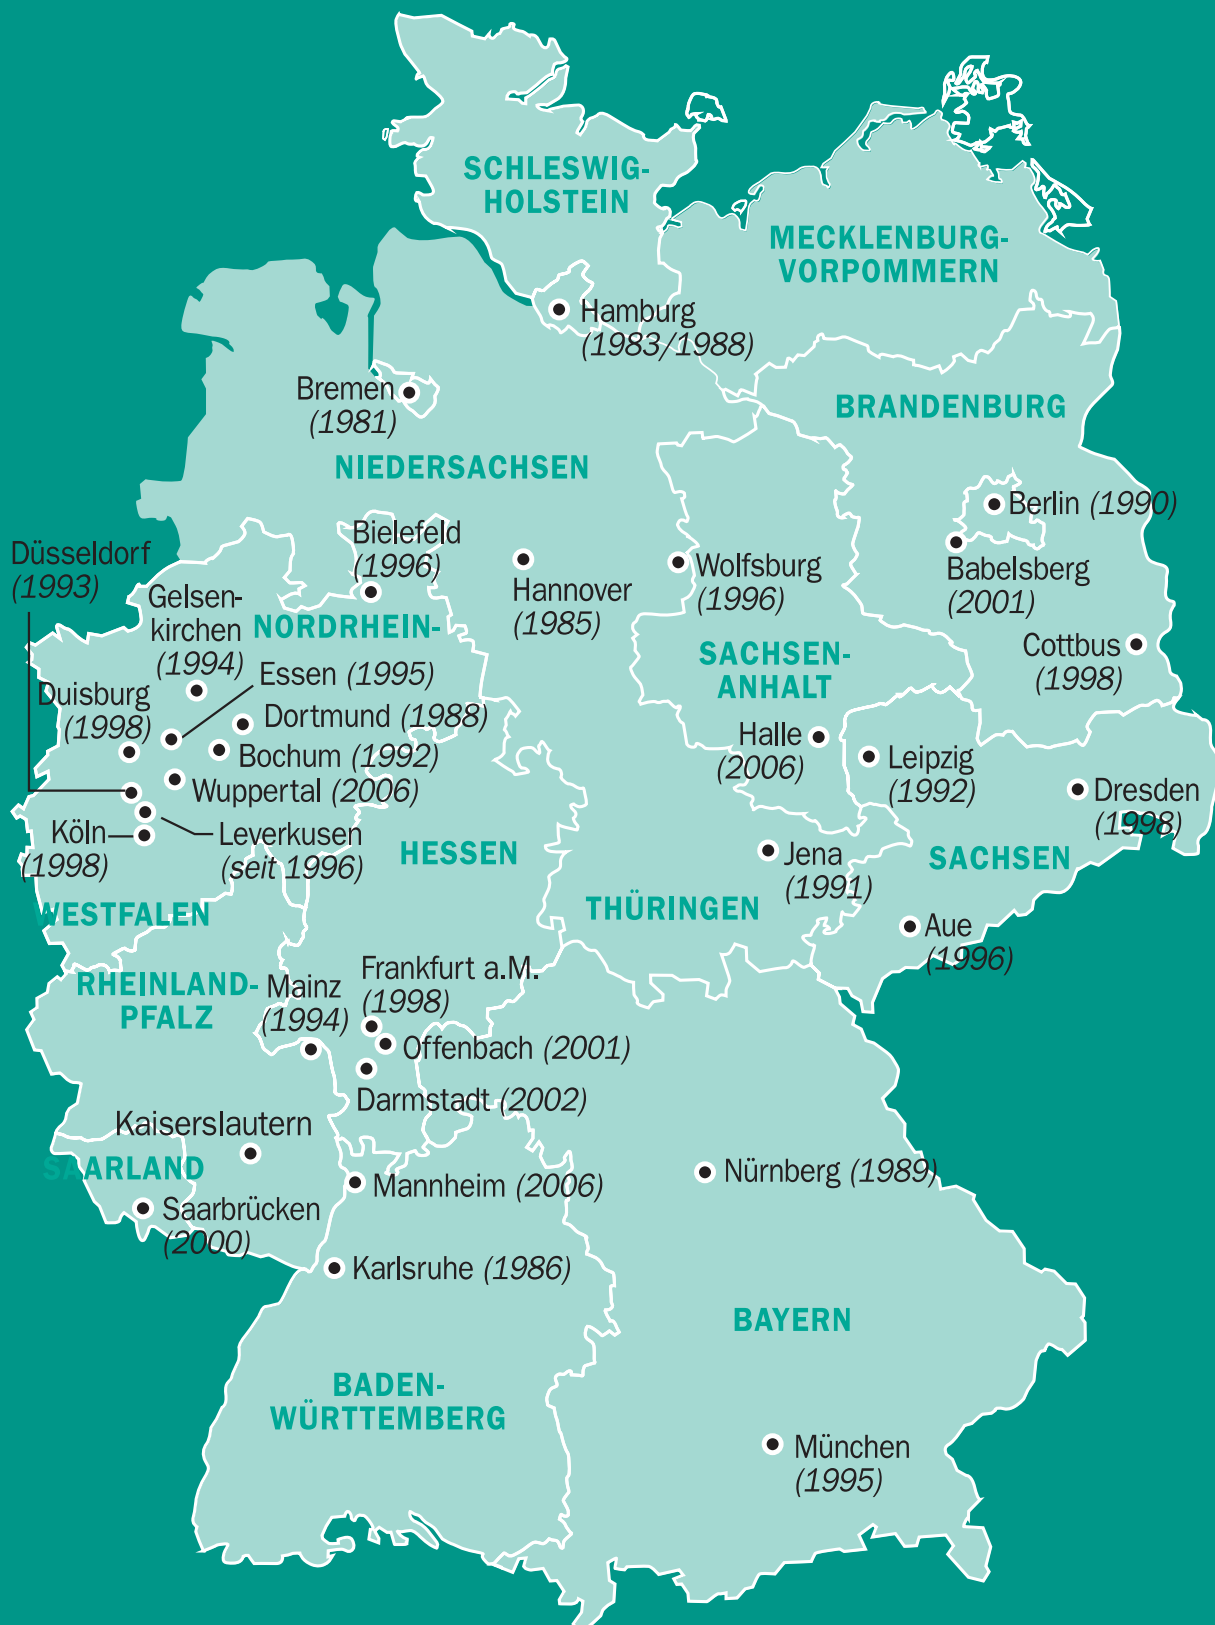 SCHLESWIG-
HOLSTEIN
MECKLENBURG-
VORPOMMERN
Hamburg
(1983/1988)
Bremen
(1981)
BRANDENBURG
NIEDERSACHSEN
Berlin (1990)
Babelsberg
(2001)
Bielefeld
(1996)
Hannover
(1985)
Wolfsburg
(1996)
Düsseldorf
(1993)
Gelsen-
kirchen
(1994)
NORDRHEIN-
Cottbus
(1998)
SACHSEN-
ANHALT
Essen (1995)
Duisburg
(1998)
Dortmund (1988)
Bochum (1992)
Wuppertal (2006)
Halle
(2006)
Leipzig
(1992)
Dresden
(1998)
Köln
(1998)
Leverkusen
(seit 1996)
HESSEN
Jena
(1991)
SACHSEN
WESTFALEN
THÜRINGEN
Aue
(1996)
RHEINLAND-
PFALZ
Mainz
(1994)
Frankfurt a.M.
(1998)
Offenbach (2001)
Darmstadt (2002)
Kaiserslautern
SAARLAND
Mannheim (2006)
Nürnberg (1989)
Saarbrücken
(2000)
Karlsruhe (1986)
BAYERN
BADEN-
WÜRTTEMBERG
München
(1995)